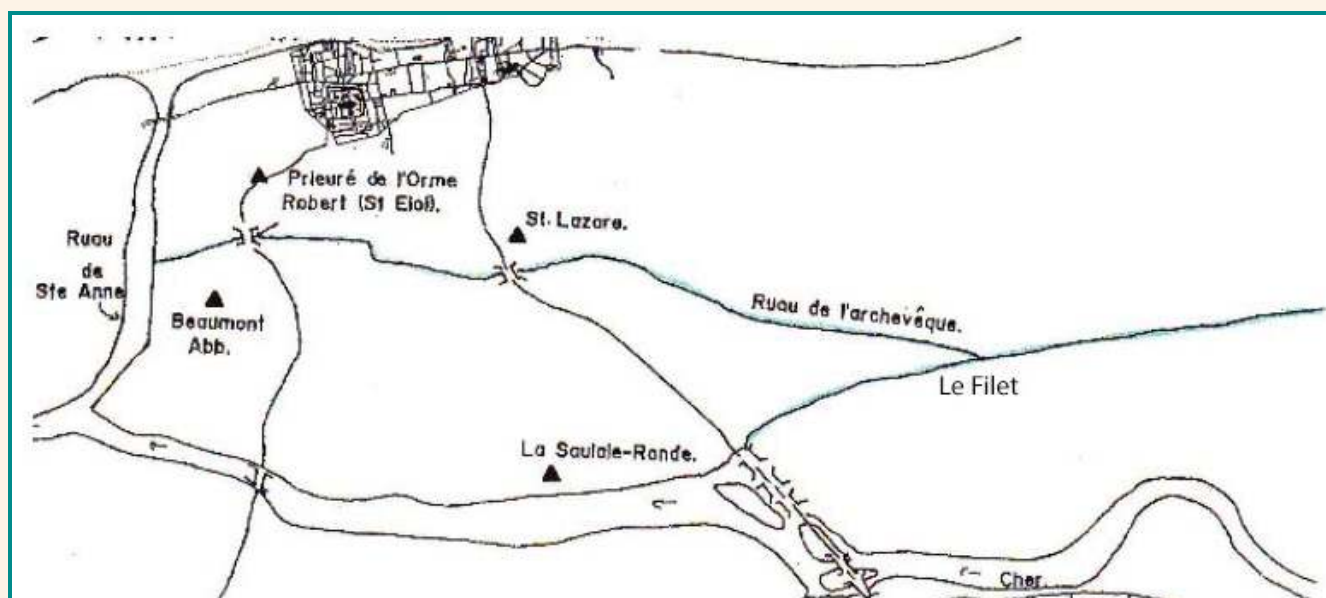 Prieuré de l'Orme
Robert (St Eloi).
St. Lazare.
Ruau
de
Ste Anne
Beaumont
Abb.
Ruau de l'archevêque.
Le Filet
La Saulaie-Ronde.
Cher.